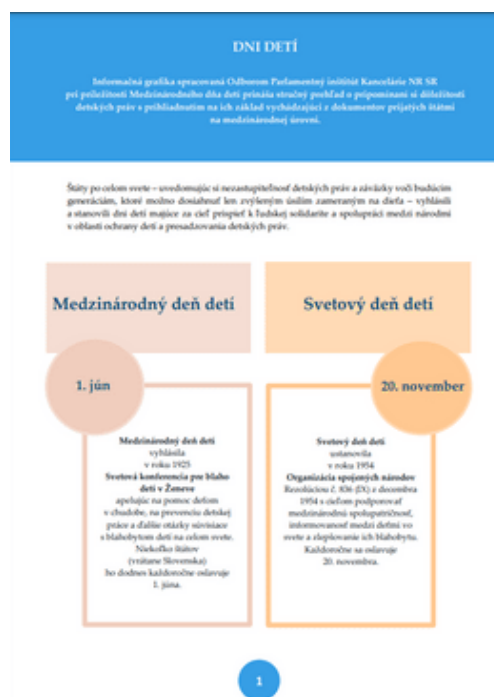 DNI DETÍ
Informačná grafika spracovaná Odborom Parlamentný inštitút Kancelárie NR SR
pri príležitosti Medzinárodného dňa detí prináša stručný prehľad o pripomínaní si dôležitosti
detských práv s prihliadnutím na ich základ vychádzajúci z dokumentov prijatých štátmi
na medzinárodnej úrovni.
Štáty po celom svete – uvedomujúc si nezastupiteľnosť detských práv a záväzky voči budúcim
generáciám, ktoré možno dosiahnuť len zvýšeným úsilím zameraným na dieťa – vyhlásili
a stanovili dni detí majúce za cieľ prispieť k ľudskej solidarite a spolupráci medzi národmi
v oblasti ochrany detí a presadzovania detských práv.
Medzinárodný deň detí
1. jún
Medzinárodný deň detí
vyhlásila
v roku 1925
Svetová konferencia pre blaho
detí v Ženeve
apelujúc na pomoc deťom
v chudobe, na prevenciu detskej
práce a ďalšie otázky súvisiace
s blahobytom detí na celom svete.
Niekoľko štátov
(vrátane Slovenska)
ho dodnes každoročne oslavuje
1. júna.
Svetový deň detí
20. november
Svetový deň detí
ustanovila
v roku 1954
Organizácia spojených národov
Rezolúciou č. 836 (IX) z decembra
1954 s cieľom podporovať
medzinárodnú spolupatričnosť,
informovanosť medzi deťmi vo
svete a zlepšovanie ich blahobytu.
Každoročne sa oslavuje
20. novembra.
1